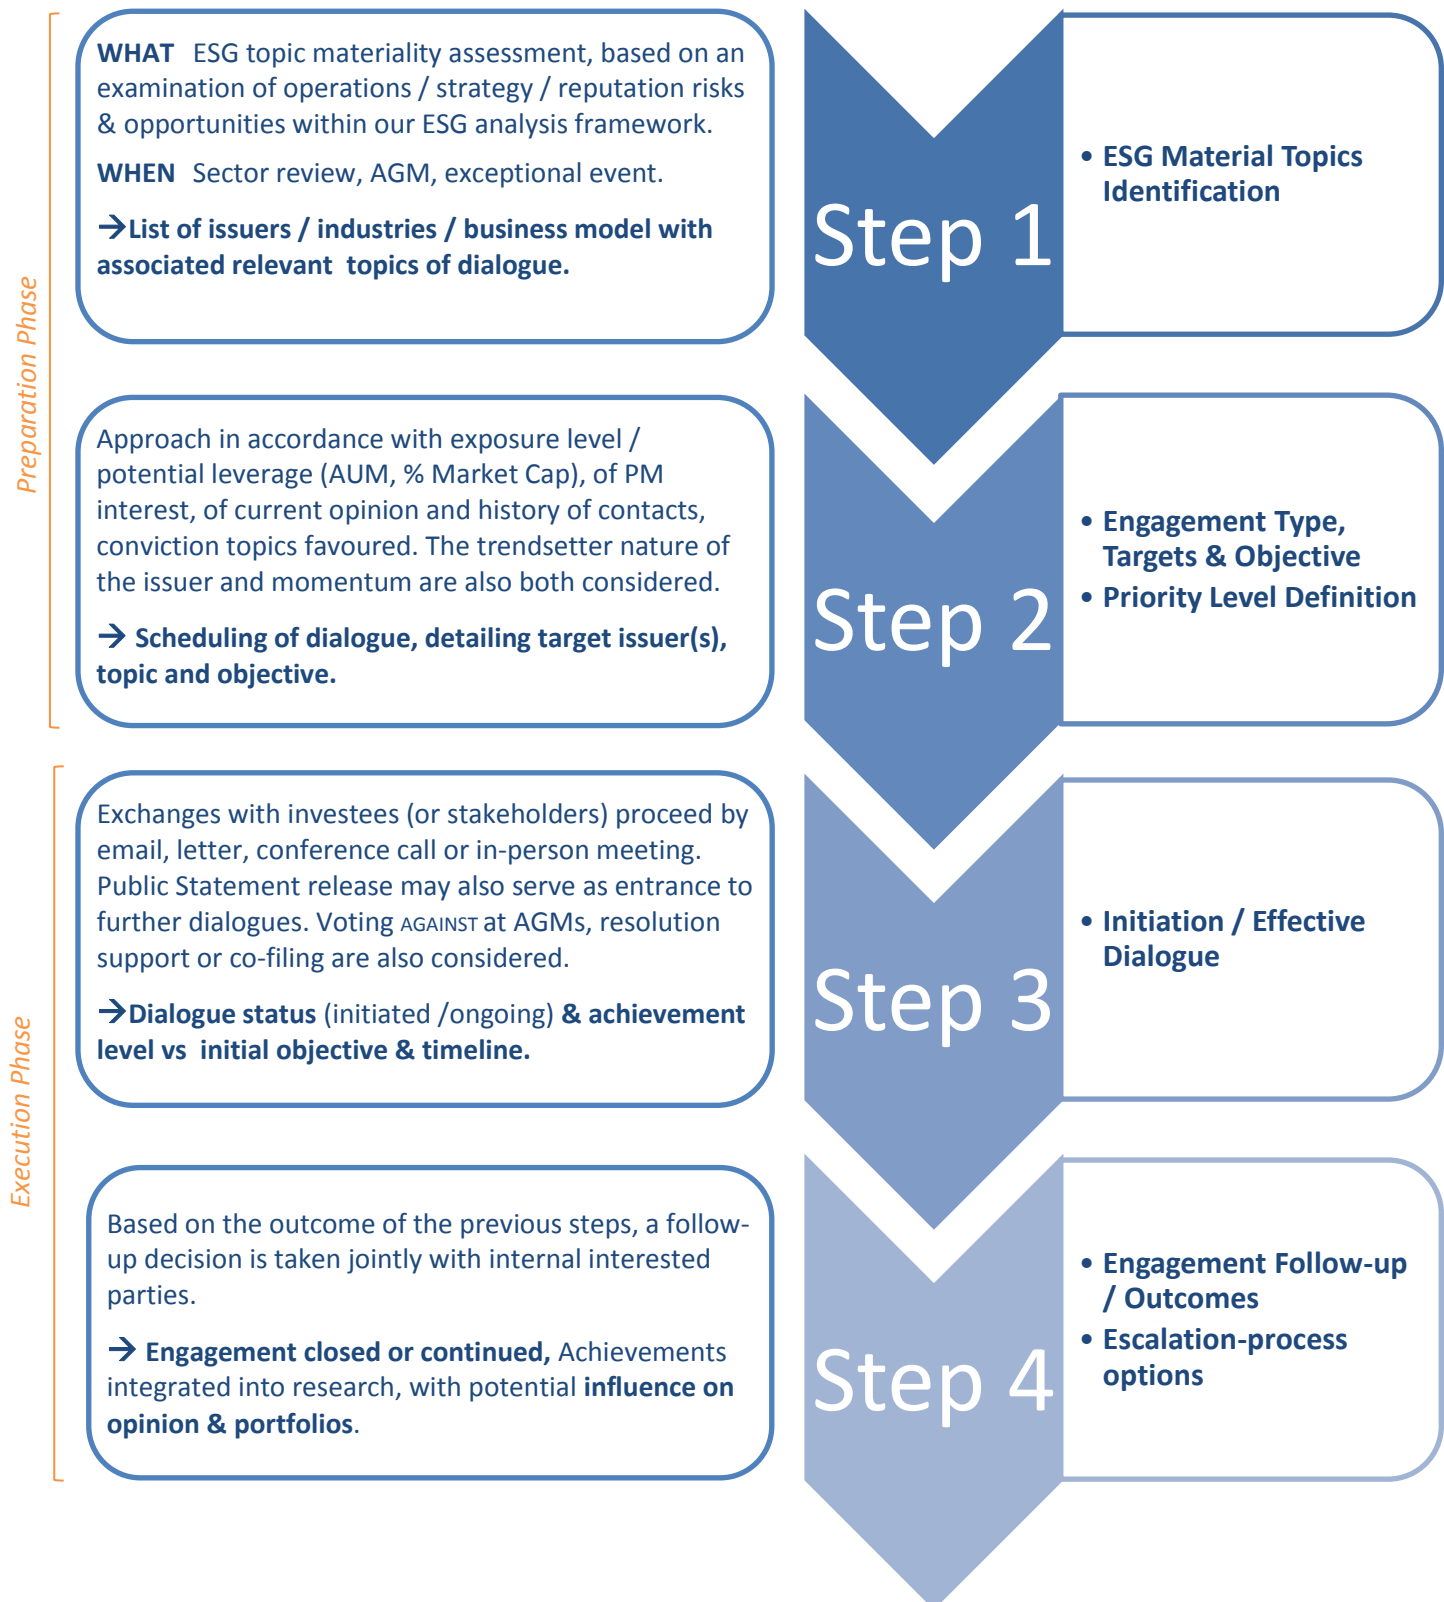 Preparation Phase
WHAT ESG topic materiality assessment, based on an
examination of operations / strategy / reputation risks
& opportunities within our ESG analysis framework.
WHEN Sector review, AGM, exceptional event.
→List of issuers / industries / business model with
associated relevant topics of dialogue.
Step 1
• ESG Material Topics
Identification
Approach in accordance with exposure level /
potential leverage (AUM, % Market Cap), of PM
interest, of current opinion and history of contacts,
conviction topics favoured. The trendsetter nature of
the issuer and momentum are also both considered.
→ Scheduling of dialogue, detailing target issuer(s),
topic and objective.
Step 2
• Engagement Type,
Targets & Objective
• Priority Level Definition
Execution Phase
Exchanges with investees (or stakeholders) proceed by
email, letter, conference call or in-person meeting.
Public Statement release may also serve as entrance to
further dialogues. Voting AGAINST at AGMs, resolution
support or co-filing are also considered.
→Dialogue status (initiated /ongoing) & achievement
level vs initial objective & timeline.
Step 3
• Initiation / Effective
Dialogue
Based on the outcome of the previous steps, a follow-
up decision is taken jointly with internal interested
parties.
→ Engagement closed or continued, Achievements
integrated into research, with potential influence on
opinion & portfolios.
Step 4
• Engagement Follow-up
/ Outcomes
• Escalation-process
options